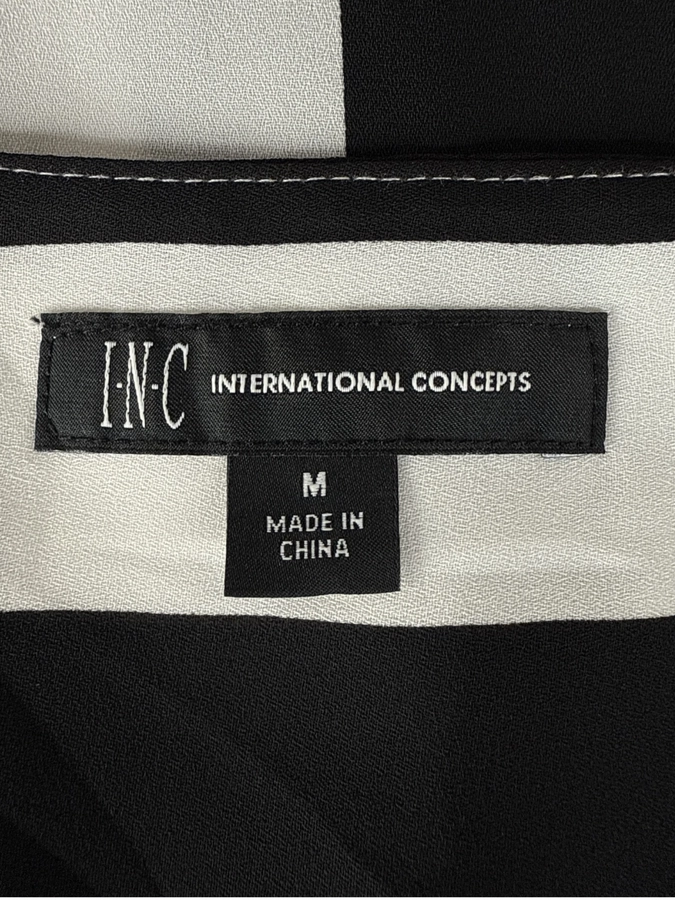 I·N·C INTERNATIONAL CONCEPTS
M
MADE IN
CHINA